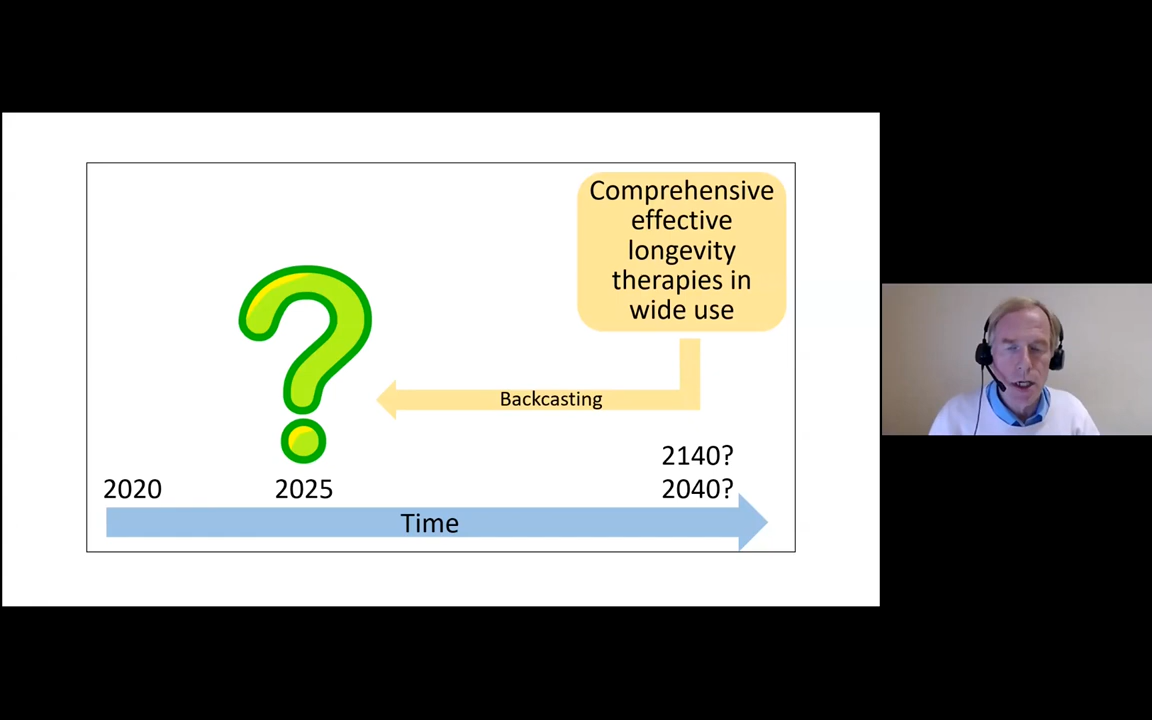 Comprehensive
effective
longevity
therapies in
wide use
Backcasting
2140?
2020
2025
2040?
Time